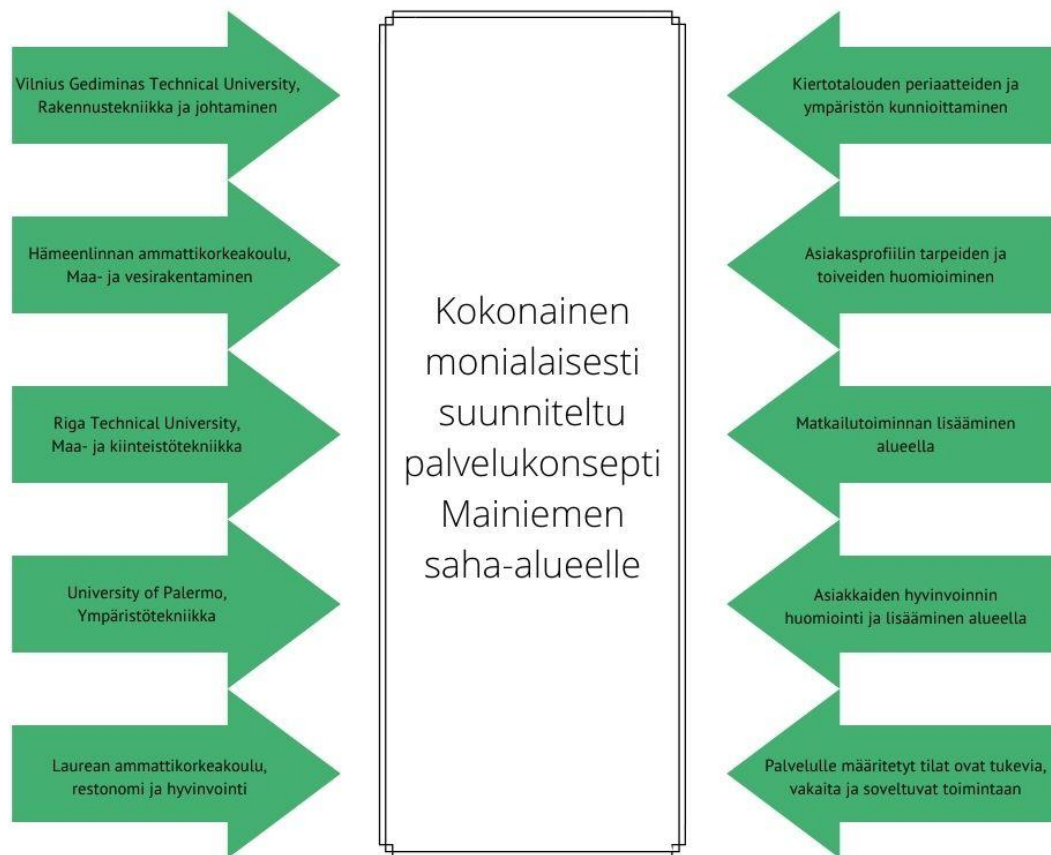 Vilnius Gediminas Technical University,
Rakennustekniikka ja johtaminen
Hämeenlinnan ammattikorkeakoulu,
Maa- ja vesirakentaminen
Riga Technical University,
Maa- ja kiinteistötekniikka
University of Palermo,
Ympäristötekniikka
Laurean ammattikorkeakoulu,
restonomi ja hyvinvointi
Kokonainen
monialaisesti
suunniteltu
palvelukonsepti
Mainiemen
saha-alueelle
Kiertotalouden periaatteiden ja
ympäristön kunnioittaminen
Asiakasprofiilin tarpeiden ja
toiveiden huomioiminen
Matkailutoiminnan lisääminen
alueella
Asiakkaiden hyvinvoinnin
huomiointi ja lisääminen alueella
Palvelulle määritetyt tilat ovat tukevia,
vakaita ja soveltuvat toimintaan